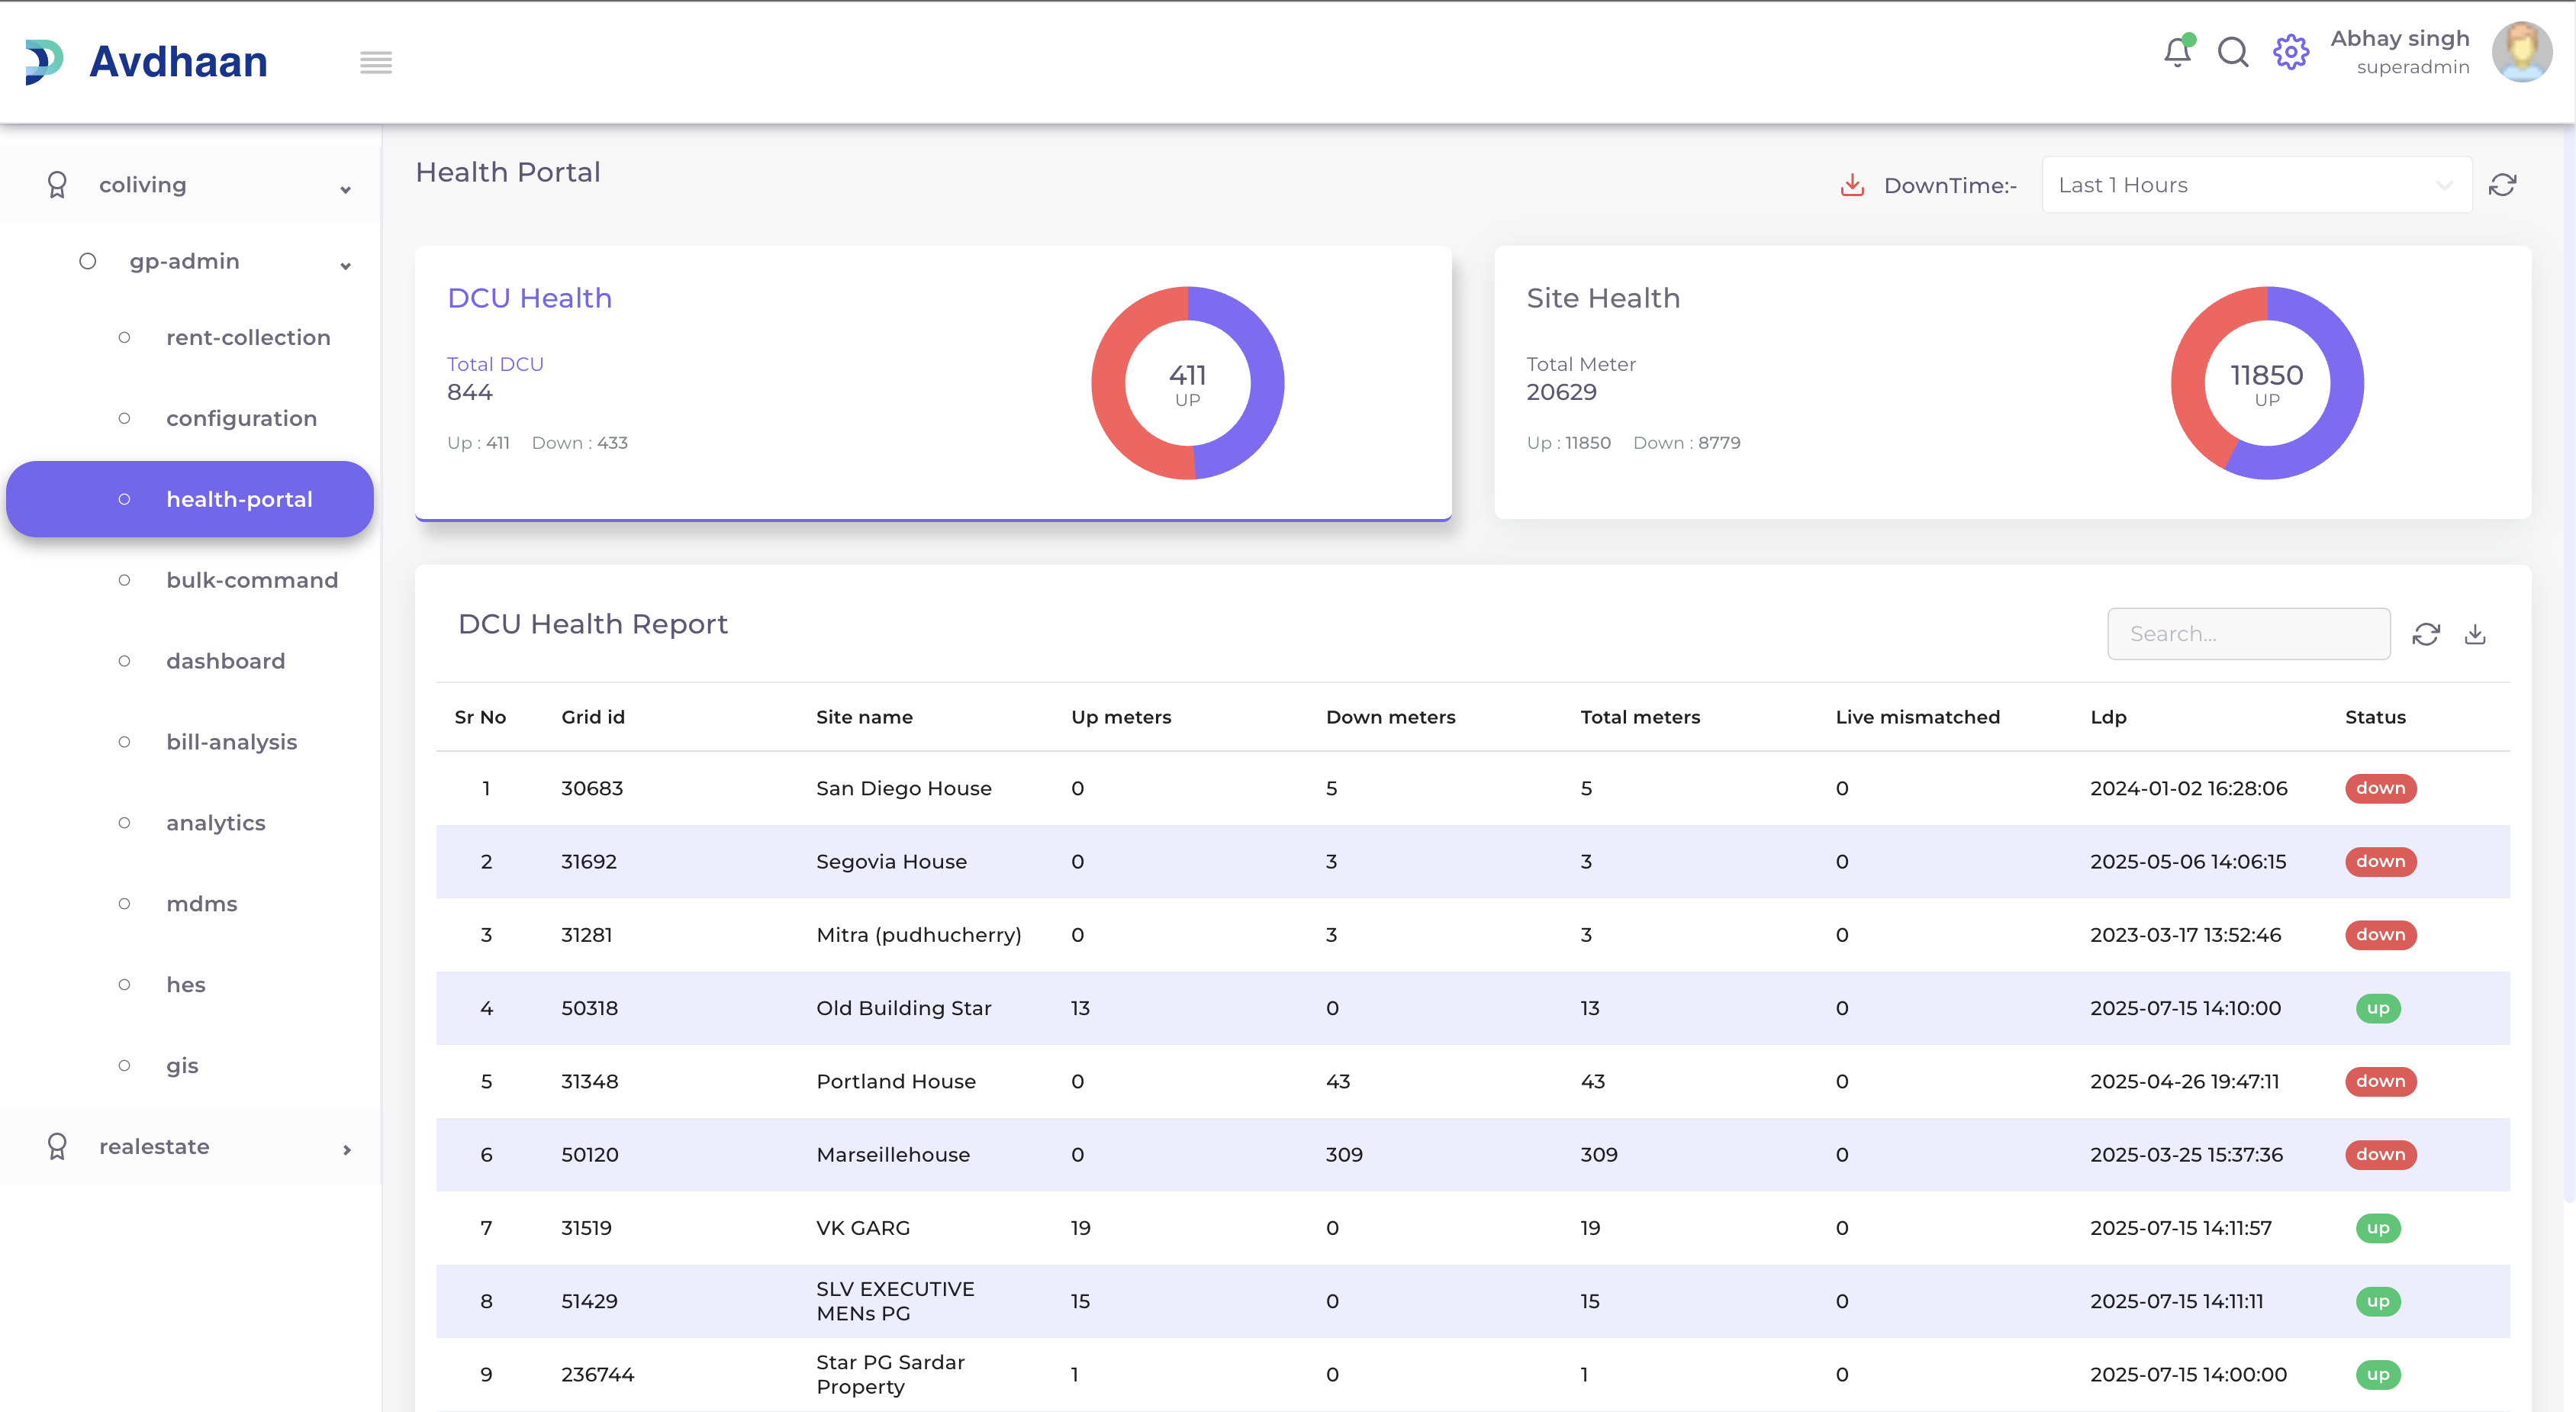 Avdhaan
Abhay singh
superadmin
coliving
gp-admin
rent-collection
configuration
health-portal
bulk-command
dashboard
bill-analysis
analytics
mdms
hes
gis
realestate
Health Portal
DownTime:- Last 1 Hours
DCU Health
Total DCU
844
Up : 411 Down : 433
411
UP
Site Health
Total Meter
20629
Up : 11850 Down : 8779
11850
UP
DCU Health Report
Search...
Sr No Grid id Site name Up meters Down meters Total meters Live mismatched Ldp Status
1 30683 San Diego House 0 5 5 0 2024-01-02 16:28:06 down
2 31692 Segovia House 0 3 3 0 2025-05-06 14:06:15 down
3 31281 Mitra (pudhucherry) 0 3 3 0 2023-03-17 13:52:46 down
4 50318 Old Building Star 13 0 13 0 2025-07-15 14:10:00 up
5 31348 Portland House 0 43 43 0 2025-04-26 19:47:11 down
6 50120 Marseillehouse 0 309 309 0 2025-03-25 15:37:36 down
7 31519 VK GARG 19 0 19 0 2025-07-15 14:11:57 up
8 51429 SLV EXECUTIVE MENs PG 15 0 15 0 2025-07-15 14:11:11 up
9 236744 Star PG Sardar Property 1 0 1 0 2025-07-15 14:00:00 up